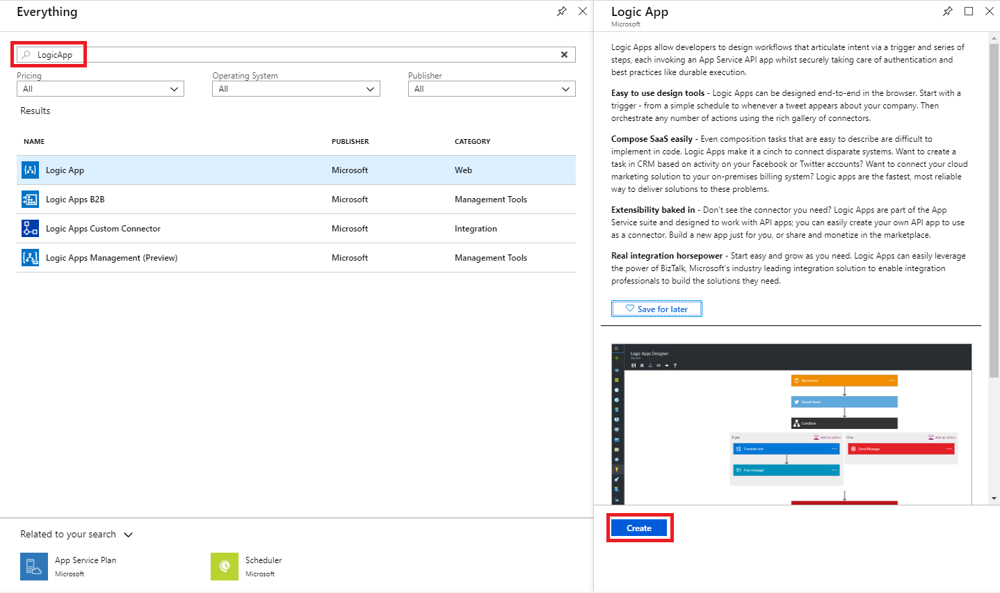 Everything
LogicApp
Pricing
Operating System
Publisher
All
All
All
Results
NAME
PUBLISHER
CATEGORY
Logic App
Microsoft
Web
Logic Apps B2B
Microsoft
Management Tools
Logic Apps Custom Connector
Microsoft
Integration
Logic Apps Management (Preview)
Microsoft
Management Tools
Related to your search
App Service Plan
Microsoft
Scheduler
Microsoft
Logic App
Microsoft
Logic Apps allow developers to design workflows that articulate intent via a trigger and series of
steps, each invoking an App Service API app whilst securely taking care of authentication and
best practices like durable execution.
Easy to use design tools - Logic Apps can be designed end-to-end in the browser. Start with a
trigger - from a simple schedule to whenever a tweet appears about your company. Then
orchestrate any number of actions using the rich gallery of connectors.
Compose SaaS easily - Even composition tasks that are easy to describe are difficult to
implement in code. Logic Apps make it a cinch to connect disparate systems. Want to create a
task in CRM based on activity on your Facebook or Twitter accounts? Want to connect your cloud
marketing solution to your on-premises billing system? Logic apps are the fastest, most reliable
way to deliver solutions to these problems.
Extensibility baked in - Don't see the connector you need? Logic Apps are part of the App
Service suite and designed to work with API apps; you can easily create your own API app to use
as a connector. Build a new app just for you, or share and monetize in the marketplace.
Real integration horsepower - Start easy and grow as you need. Logic Apps can easily leverage
the power of BizTalk, Microsoft's industry leading integration solution to enable integration
professionals to build the solutions they need.
Save for later
Logic Apps Designer
Recurrence
Search tweet
Condition
If yes
Add an action
If no
Add an action
Translate text
Send Message
Post message
Create